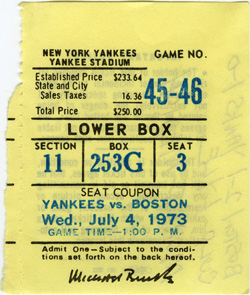 NEW YORK YANKEES
YANKEE STADIUM
GAME NO.
Established Price $233.64
State and City
Sales Taxes 16.36
Total Price $250.00
45-46
LOWER BOX
SECTION BOX SEAT
11 253G 3
SEAT COUPON
YANKEES vs. BOSTON
Wed., July 4, 1973
GAME TIME—1:00 P. M.
Admit One—Subject to the condi-
tions set forth on the back hereof.